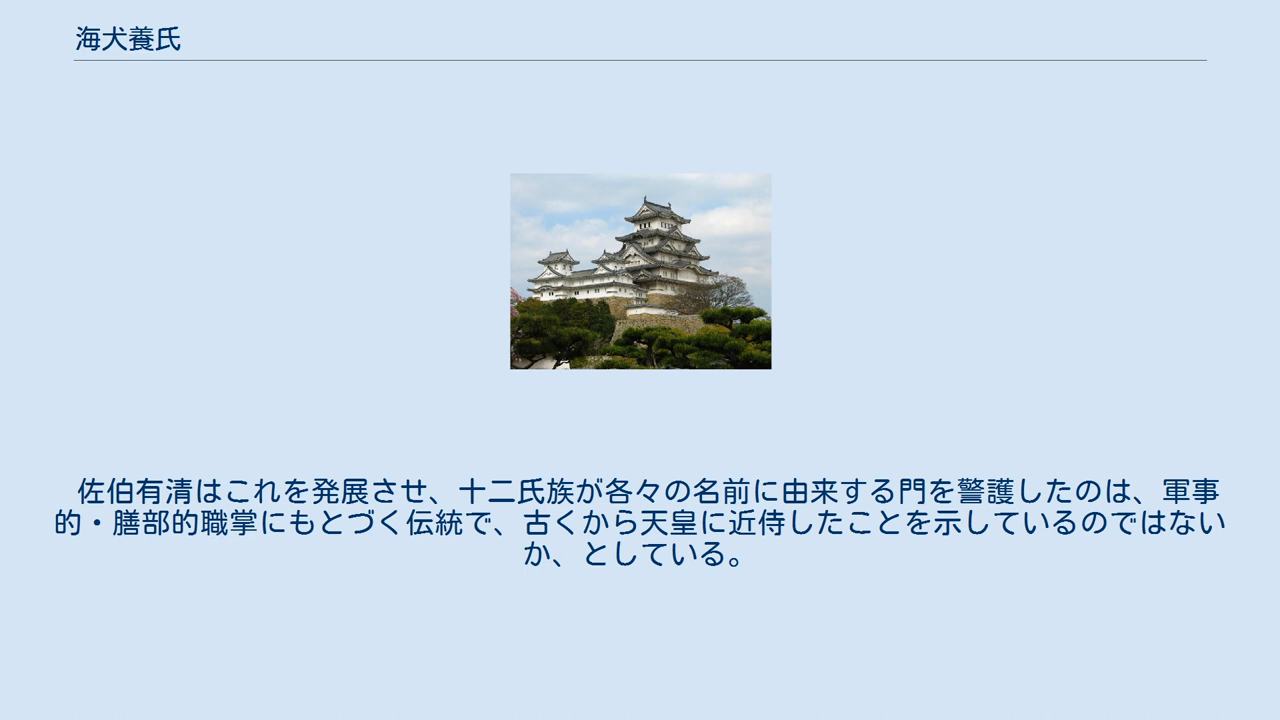 海犬養氏
佐伯有清はこれを発展させ、十二氏族が各々の名前に由来する門を警護したのは、軍事
的・膳部的職掌にもとづく伝統で、古くから天皇に近侍したことを示しているのではない
か、としている。